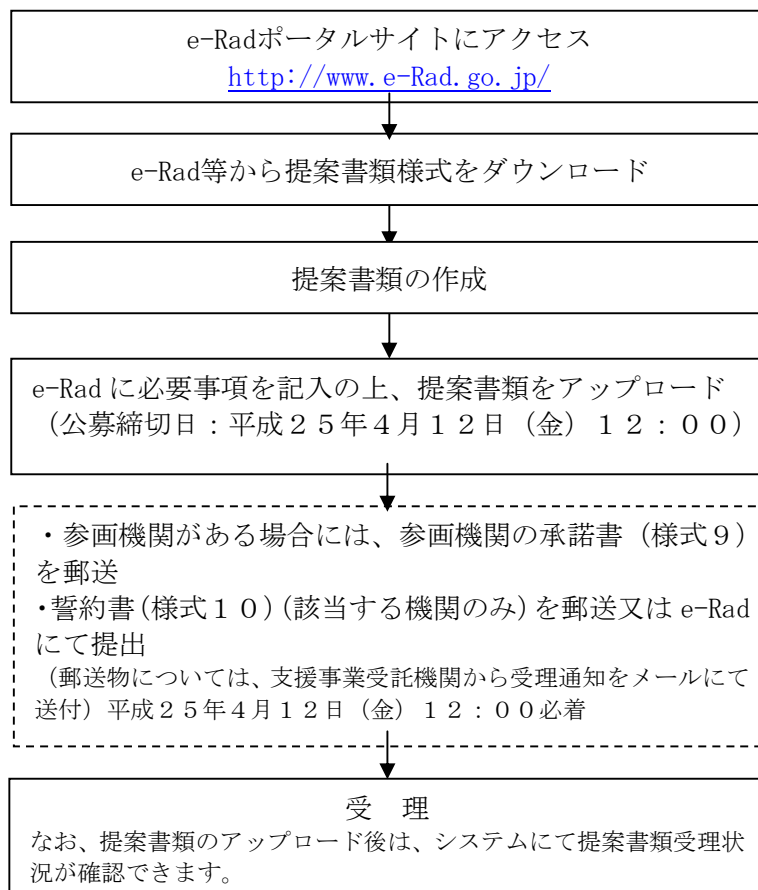 e-Radポータルサイトにアクセス
http://www.e-Rad.go.jp/
e-Rad等から提案書類様式をダウンロード
提案書類の作成
e-Rad に必要事項を記入の上、提案書類をアップロード
（公募締切日：平成２５年４月１２日（金）１２：００）
・参画機関がある場合には、参画機関の承諾書（様式９）
を郵送
・誓約書（様式１０）（該当する機関のみ）を郵送又は e-Rad
にて提出
（郵送物については、支援事業受託機関から受理通知をメールにて
送付）平成２５年４月１２日（金）１２：００必着
受　理
なお、提案書類のアップロード後は、システムにて提案書類受理状
況が確認できます。